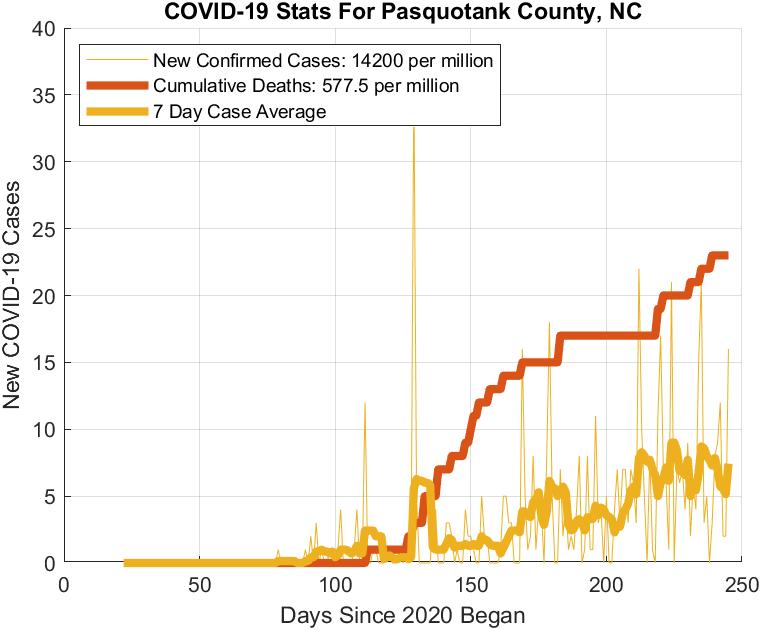 COVID-19 Stats For Pasquotank County, NC
40
New Confirmed Cases: 14200 per million
Cumulative Deaths: 577.5 per million
7 Day Case Average
35
30
25
20
15
10
5
0
New COVID-19 Cases
0 50 100 150 200 250
Days Since 2020 Began